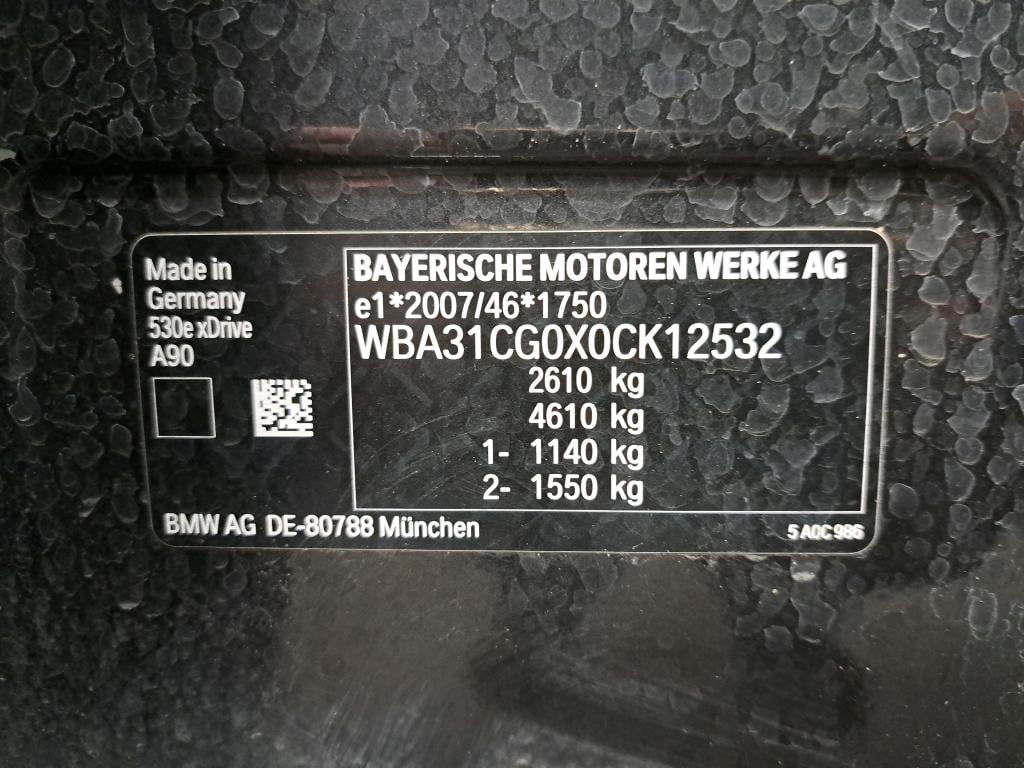 Made in
Germany
530e xDrive
A90
BAYERISCHE MOTOREN WERKE AG
e1*2007/46*1750
WBA31CG0X0CK12532
2610 kg
4610 kg
1- 1140 kg
2- 1550 kg
BMW AG DE-80788 München
5 A0C 986